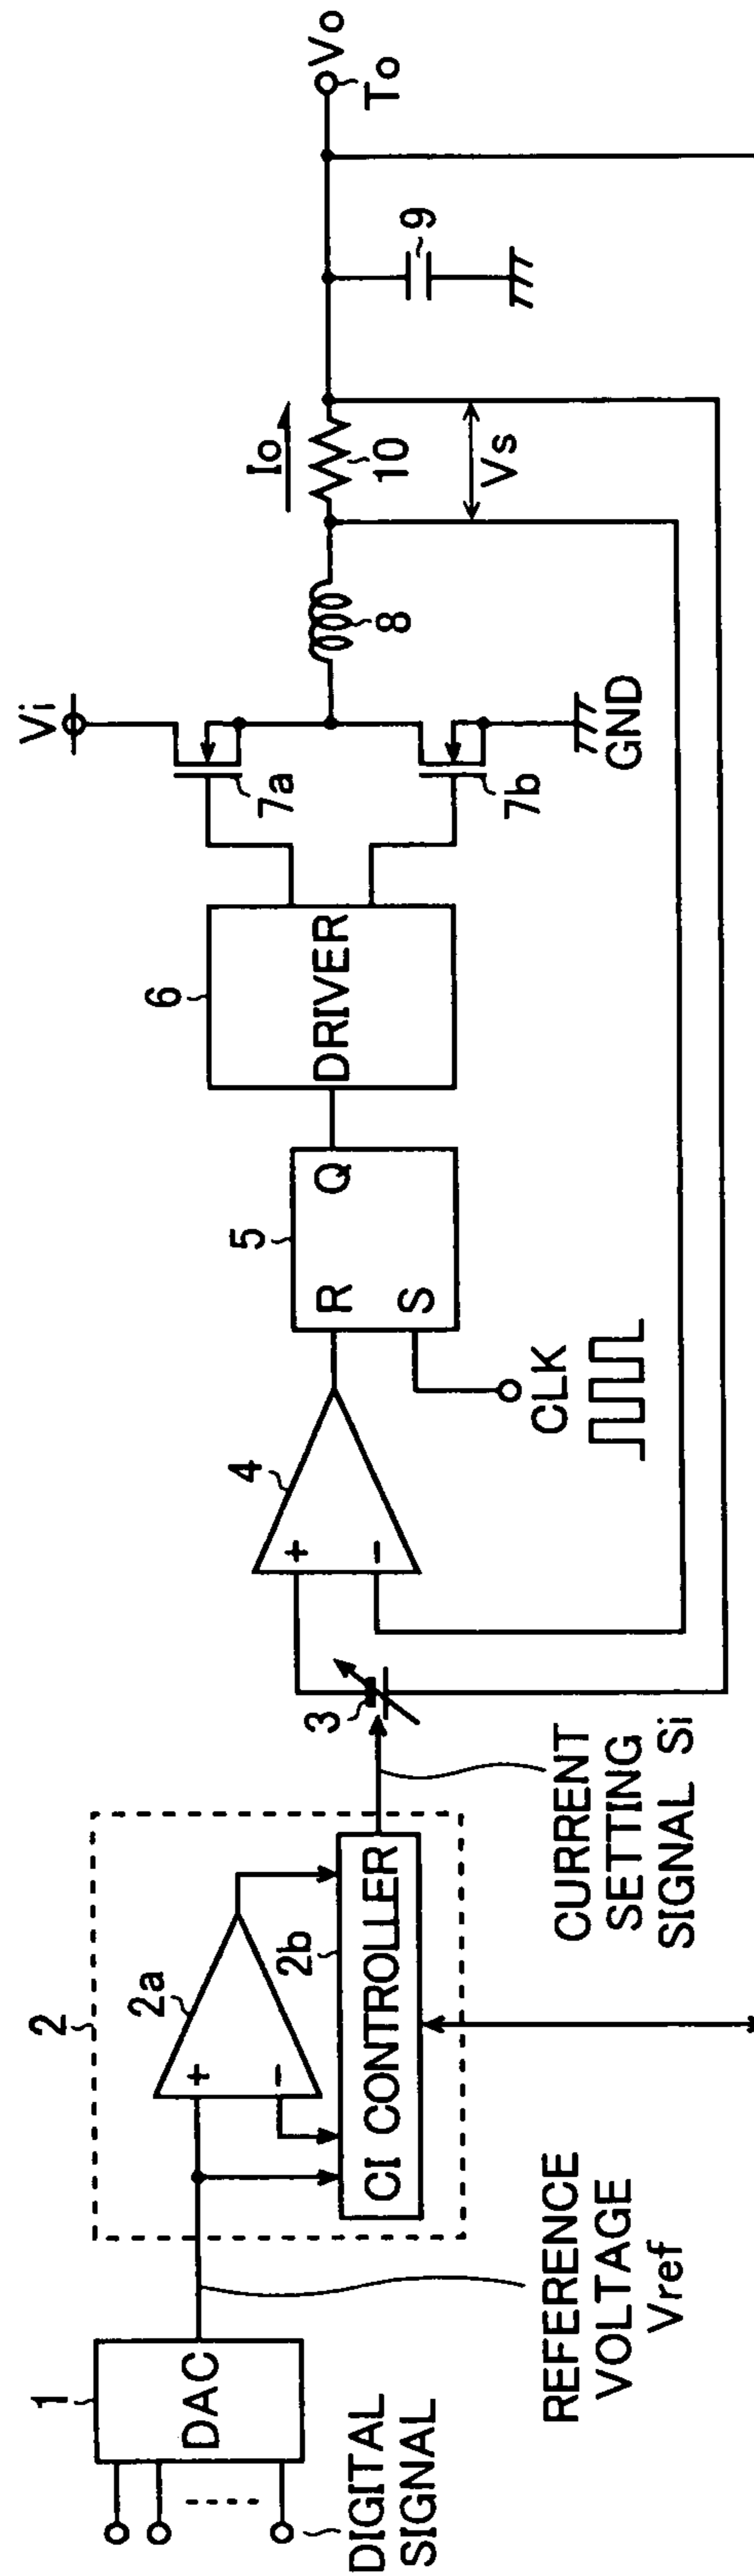 DIGITAL
SIGNAL
1
DAC
REFERENCE
VOLTAGE
Vref
2
2a
+
-
CI CONTROLLER
2b
CURRENT
SETTING
SIGNAL Si
3
4
+
-
5
R
S
Q
CLK
6
DRIVER
Vi
7a
7b
GND
8
Io
10
Vs
9
Vo
To